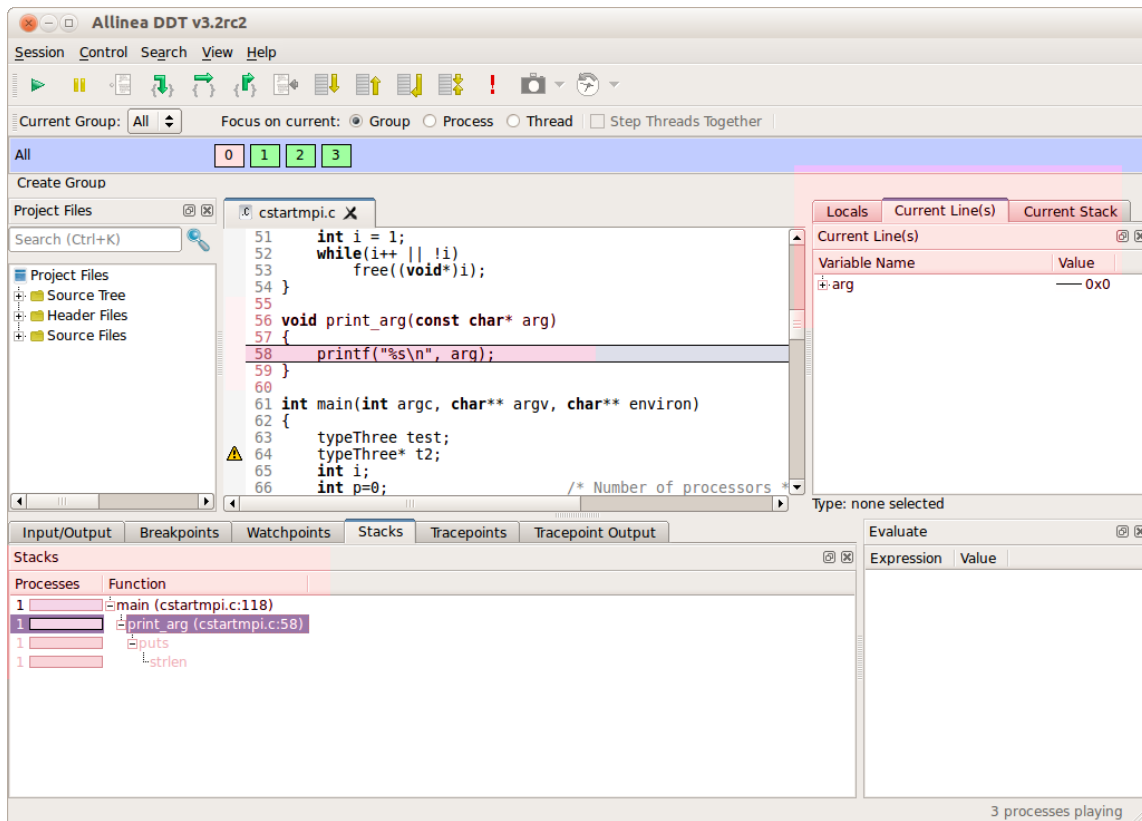 Allinea DDT v3.2rc2
Session Control Search View Help
Current Group: All Focus on current: Group Process Thread Step Threads Together
All 0 1 2 3
Create Group
Project Files
Search (Ctrl+K)
Project Files
Source Tree
Header Files
Source Files
cstartmpi.c
51 int i = 1;
52 while(i++ || !i)
53 free((void*)i);
54 }
55
56 void print_arg(const char* arg)
57 {
58 printf("%s\n", arg);
59 }
60
61 int main(int argc, char** argv, char** environ)
62 {
63 typeThree test;
64 typeThree* t2;
65 int i;
66 int p=0; /* Number of processors *
Locals Current Line(s) Current Stack
Current Line(s)
Variable Name Value
arg 0x0
Type: none selected
Input/Output Breakpoints Watchpoints Stacks Tracepoints Tracepoint Output
Stacks
Processes Function
1 main (cstartmpi.c:118)
1 print_arg (cstartmpi.c:58)
1 puts
1 strlen
Evaluate
Expression Value
3 processes playing